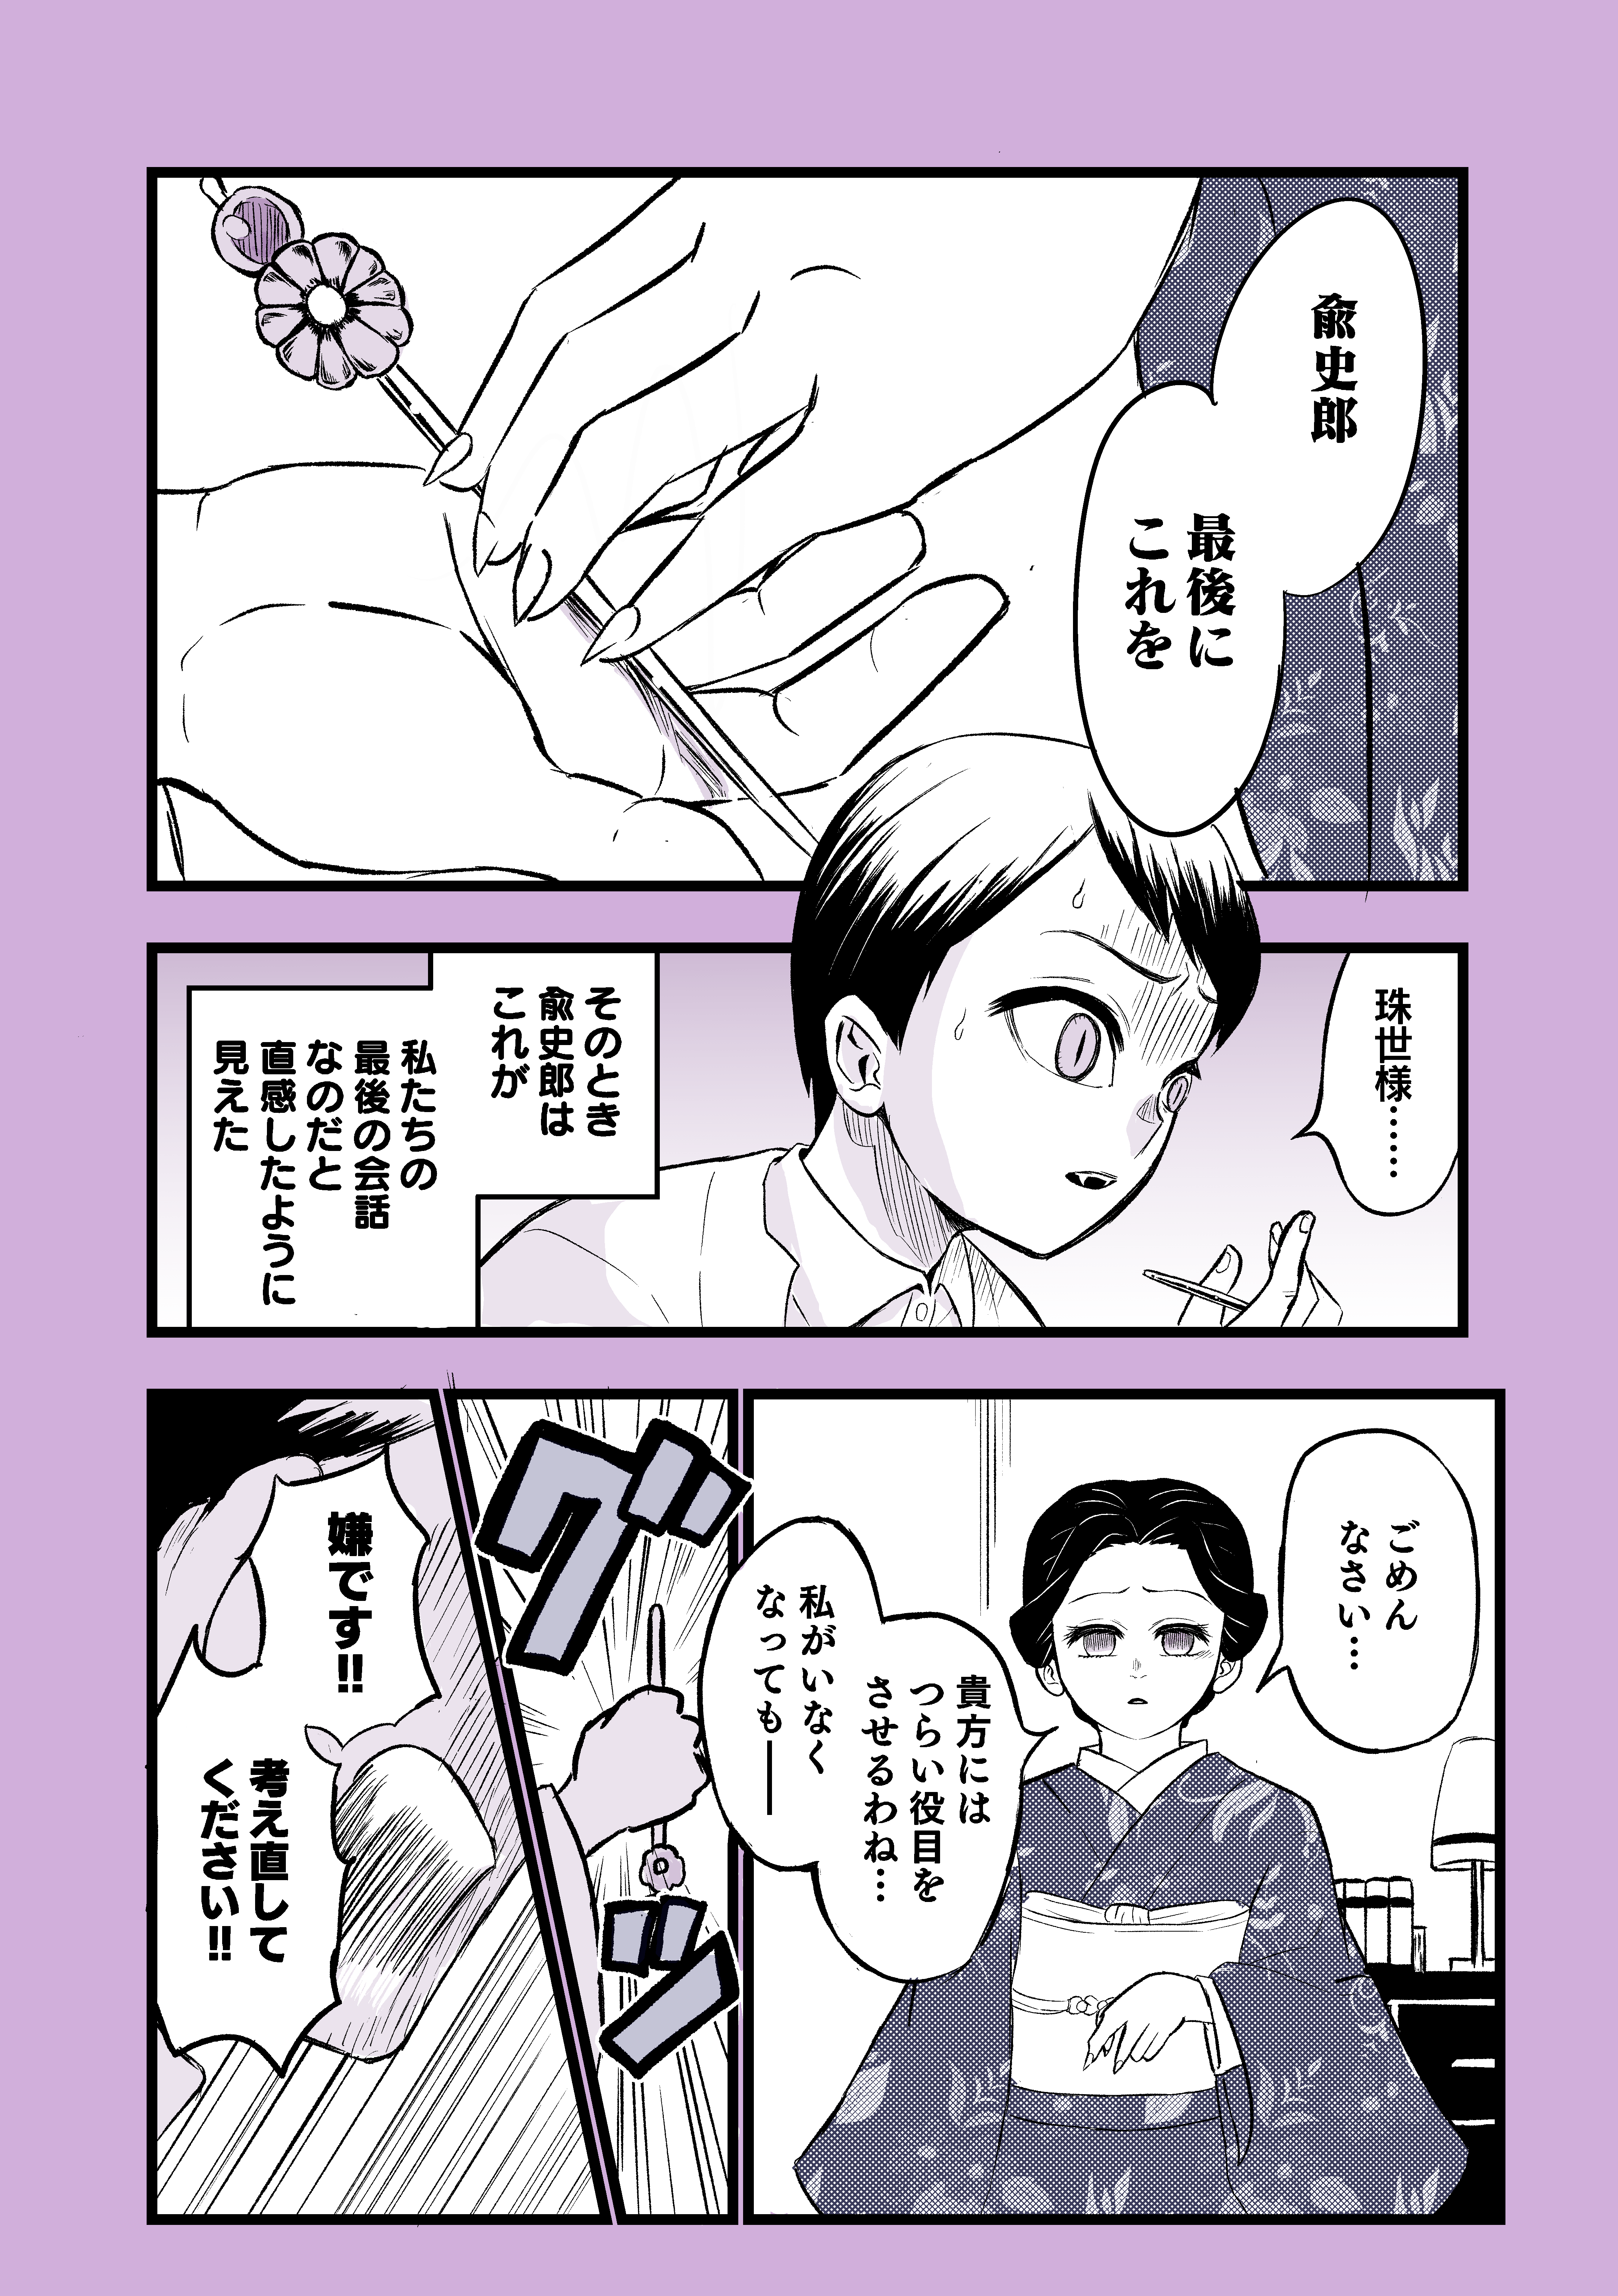 兪史郎
最後に
これを
珠世様……
そのとき
兪史郎は
これが
私たちの
最後の会話
なのだと
直感したように
見えた
ごめん
なさい…
貴方には
つらい役目を
させるわね…
私がいなく
なっても――
グッ
嫌です!!
考え直して
ください!!